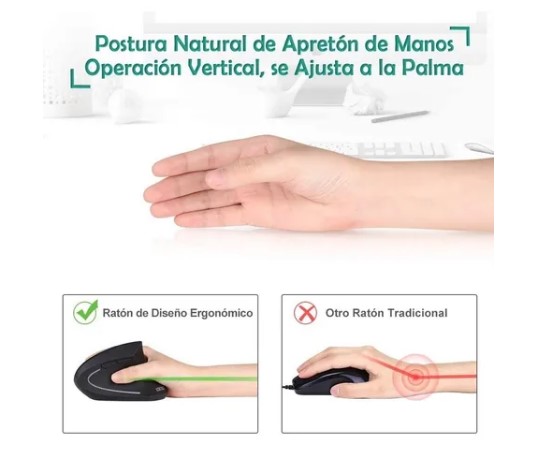 Postura Natural de Apretón de Manos
Operación Vertical, se Ajusta a la Palma
Ratón de Diseño Ergonómico
Otro Ratón Tradicional